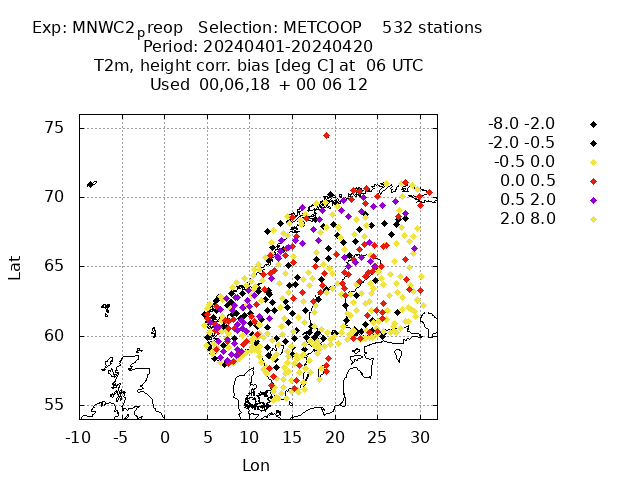 Exp: MNWC2preop   Selection: METCOOP    532 stations
Period: 20240401-20240420
T2m, height corr. bias [deg C] at  06 UTC
Used  00,06,18  + 00 06 12
75
70
65
60
55
-10 -5 0 5 10 15 20 25 30
Lat
Lon
-8.0 -2.0
-2.0 -0.5
-0.5 0.0
0.0 0.5
0.5 2.0
2.0 8.0